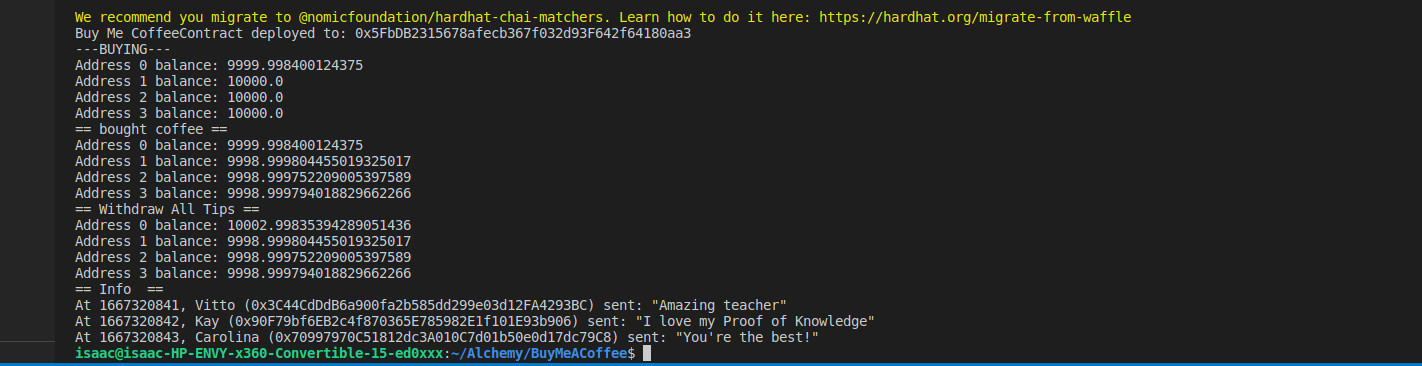 We recommend you migrate to @nomicfoundation/hardhat-chai-matchers. Learn how to do it here: https://hardhat.org/migrate-from-waffle
Buy Me CoffeeContract deployed to: 0x5FbDB2315678afecb367f032d93F642f64180aa3
---BUYING---
Address 0 balance: 9999.998400124375
Address 1 balance: 10000.0
Address 2 balance: 10000.0
Address 3 balance: 10000.0
== bought coffee ==
Address 0 balance: 9999.998400124375
Address 1 balance: 9998.999804455019325017
Address 2 balance: 9998.999752209005397589
Address 3 balance: 9998.999794018829662266
== Withdraw All Tips ==
Address 0 balance: 10002.99835394289051436
Address 1 balance: 9998.999804455019325017
Address 2 balance: 9998.999752209005397589
Address 3 balance: 9998.999794018829662266
== Info  ==
At 1667320841, Vitto (0x3C44CdDdB6a900fa2b585dd299e03d12FA4293BC) sent: "Amazing teacher"
At 1667320842, Kay (0x90F79bf6EB2c4f870365E785982E1f101E93b906) sent: "I love my Proof of Knowledge"
At 1667320843, Carolina (0x70997970C51812dc3A010C7d01b50e0d17dc79C8) sent: "You're the best!"
isaac@isaac-HP-ENVY-x360-Convertible-15-ed0xxx:~/Alchemy/BuyMeACoffee$